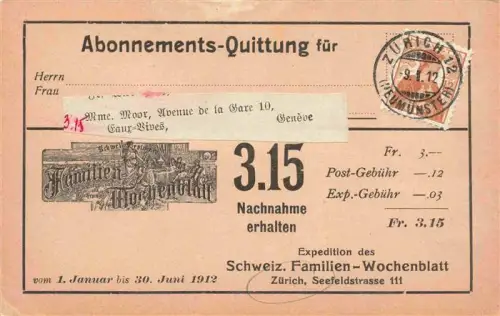 Abonnements-Quittung für
Herrn
Frau
Mme. Moor, Avenue de la Gare 10,
Eaux-Vives,
Genève
3.15
ZÜRICH 12
-9.I.12
(NEUMÜNSTER)
Familien
Wochenblatt
3.15
Nachnahme
erhalten
Fr. 3.—
Post-Gebühr —.12
Exp.-Gebühr —.03
Fr. 3.15
Expedition des
Schweiz. Familien-Wochenblatt
Zürich, Seefeldstrasse 111
vom 1. Januar bis 30. Juni 1912